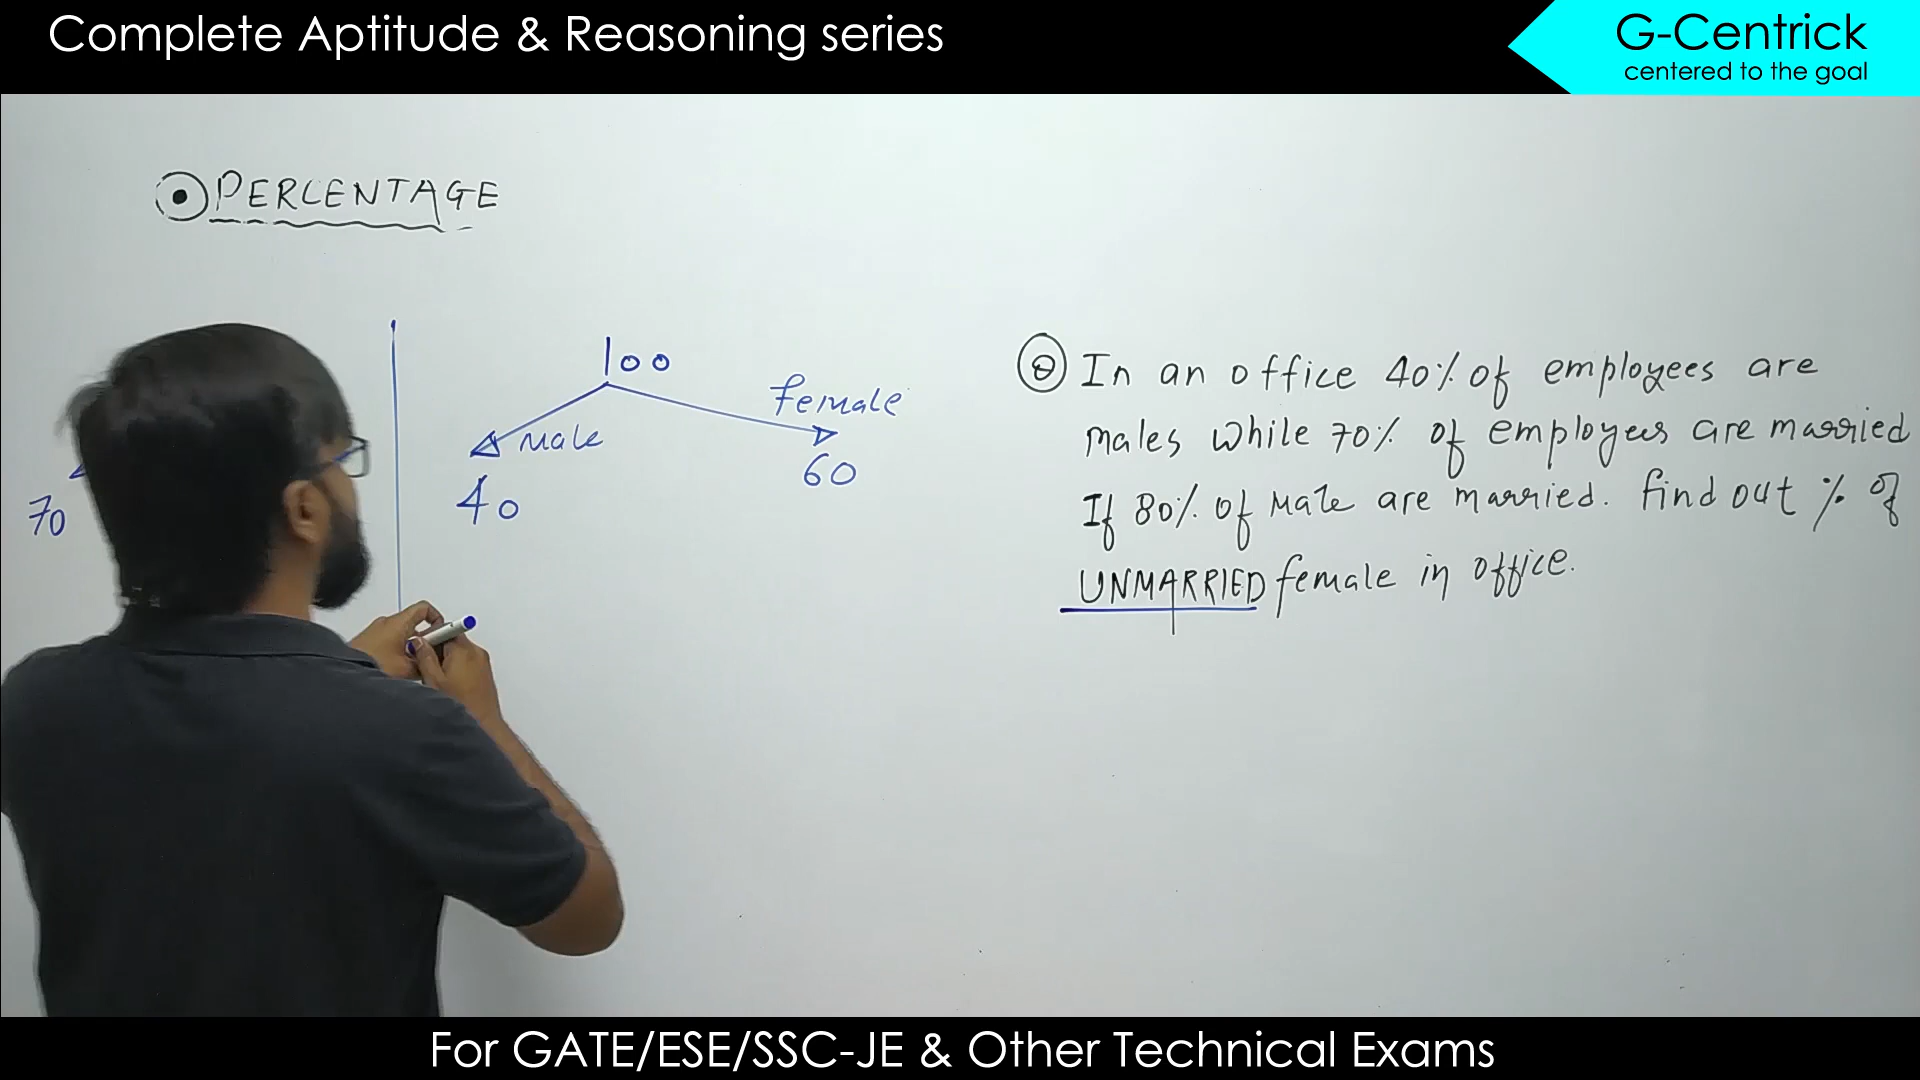 Complete Aptitude & Reasoning series
G-Centrick
centered to the goal
PERCENTAGE
100
Male
female
70
40
60
Q In an office 40% of employees are
males while 70% of employees are married
If 80% of Male are married. find out % of
UNMARRIED female in office.
For GATE/ESE/SSC-JE & Other Technical Exams